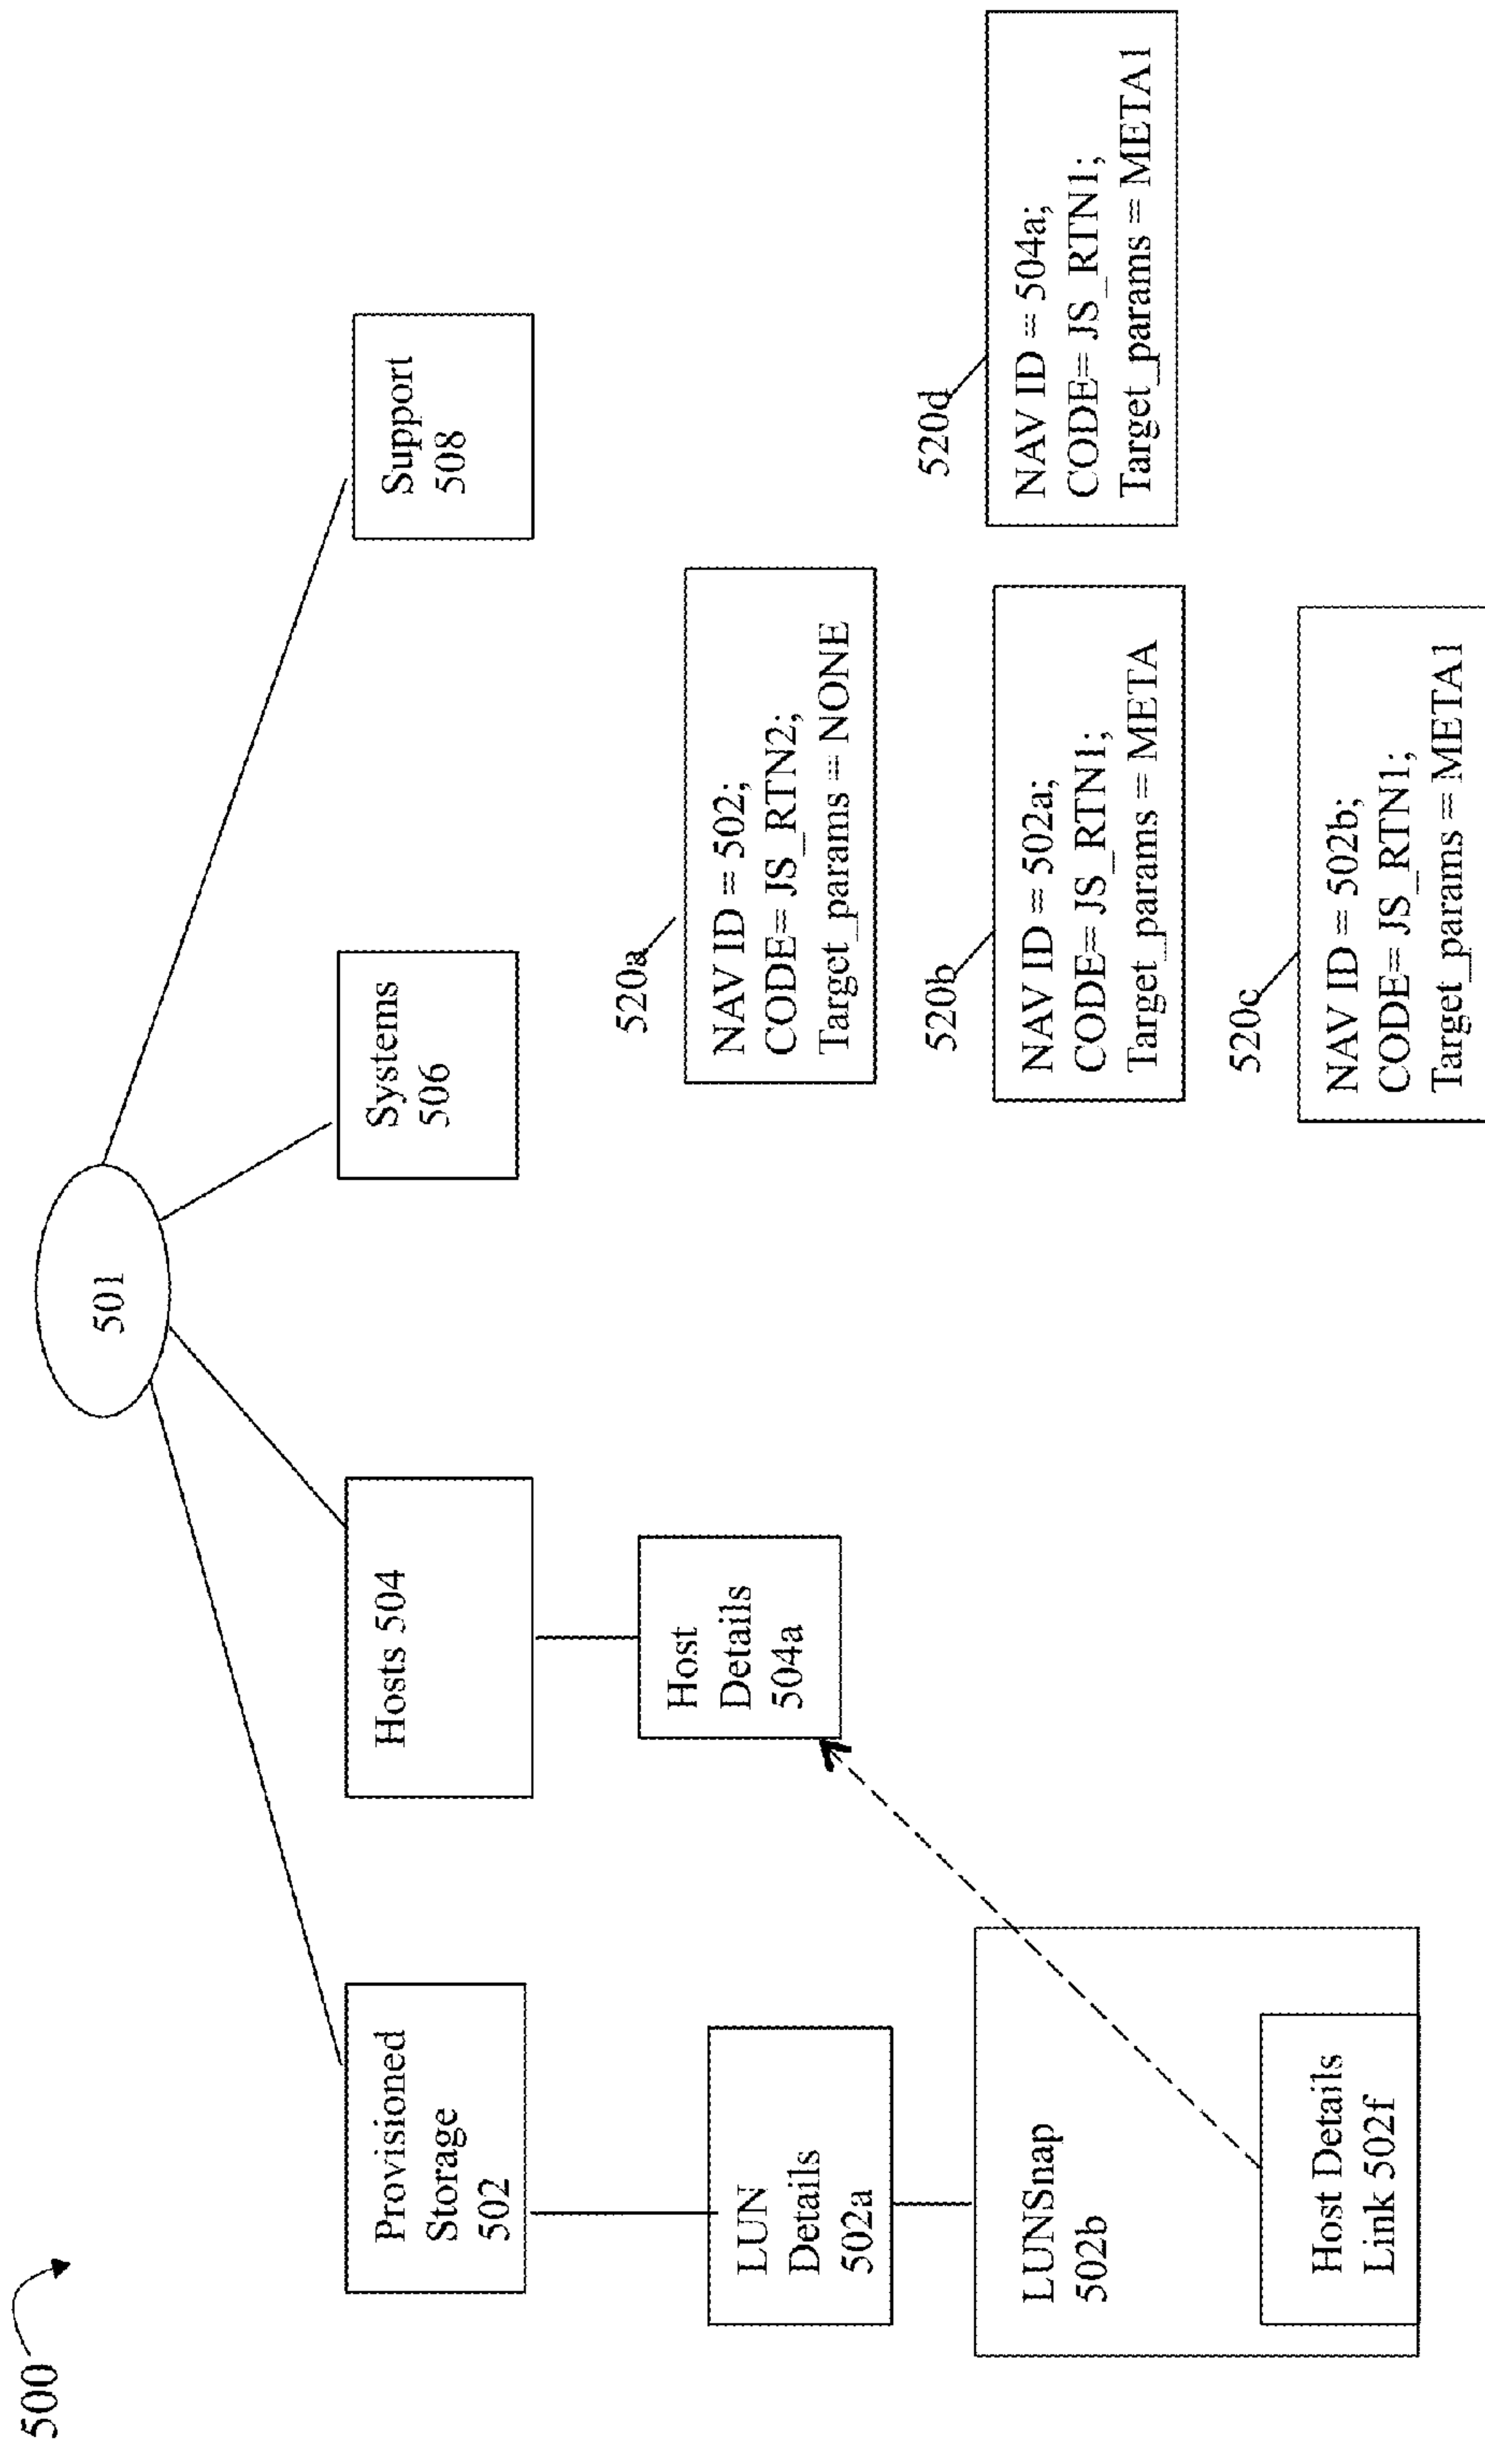 500
501
Provisioned
Storage
502
Hosts 504
Systems
506
Support
508
LUN
Details
502a
Host
Details
504a
LUNSnap
502b
Host Details
Link 502f
520a
NAV ID = 502;
CODE= JS_RTN2;
Target_params = NONE
520b
NAV ID = 502a;
CODE= JS_RTN1;
Target_params = META
520c
NAV ID = 502b;
CODE= JS_RTN1;
Target_params = META1
520d
NAV ID = 504a;
CODE= JS_RTN1;
Target_params = META1